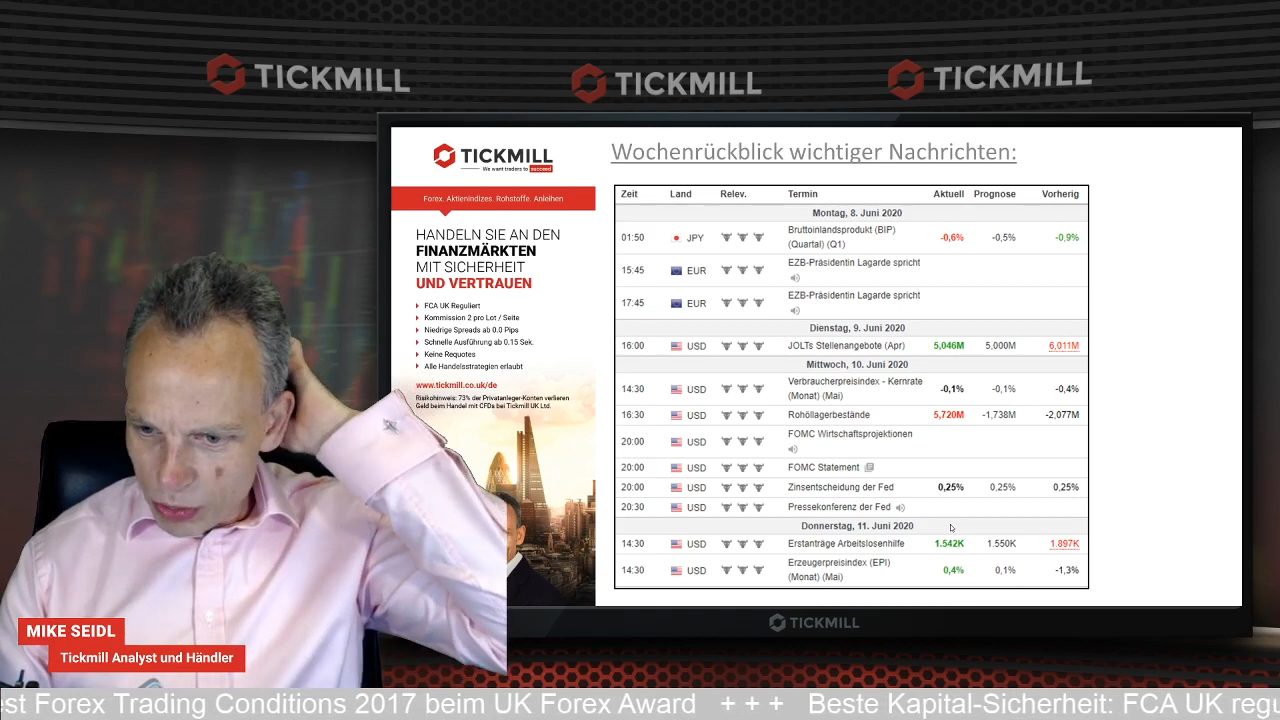 TICKMILL
TICKMILL
TICKMILL
TICKMILL
We want traders to succeed
Forex. Aktienindizes. Rohstoffe. Anleihen
HANDELN SIE AN DEN
FINANZMÄRKTEN
MIT SICHERHEIT
UND VERTRAUEN
FCA UK Reguliert
Kommission 2 pro Lot / Seite
Niedrige Spreads ab 0.0 Pips
Schnelle Ausführung ab 0.15 Sek.
Keine Requotes
Alle Handelsstrategien erlaubt
www.tickmill.co.uk/de
Risikohinweis: 73% der Privatanleger-Konten verlieren
Geld beim Handel mit CFDs bei Tickmill UK Ltd.
Wochenrückblick wichtiger Nachrichten:
Zeit Land Relev. Termin Aktuell Prognose Vorherig
Montag, 8. Juni 2020
01:50 JPY Bruttoinlandsprodukt (BIP) -0,6% -0,5% -0,9%
(Quartal) (Q1)
15:45 EUR EZB-Präsidentin Lagarde spricht
17:45 EUR EZB-Präsidentin Lagarde spricht
Dienstag, 9. Juni 2020
16:00 USD JOLTs Stellenangebote (Apr) 5,046M 5,000M 6,011M
Mittwoch, 10. Juni 2020
14:30 USD Verbraucherpreisindex - Kernrate -0,1% -0,1% -0,4%
(Monat) (Mai)
16:30 USD Rohöllagerbestände 5,720M -1,738M -2,077M
20:00 USD FOMC Wirtschaftsprojektionen
20:00 USD FOMC Statement
20:00 USD Zinsentscheidung der Fed 0,25% 0,25% 0,25%
20:30 USD Pressekonferenz der Fed
Donnerstag, 11. Juni 2020
14:30 USD Erstanträge Arbeitslosenhilfe 1.542K 1.550K 1.897K
14:30 USD Erzeugerpreisindex (EPI) 0,4% 0,1% -1,3%
(Monat) (Mai)
TICKMILL
MIKE SEIDL
Tickmill Analyst und Händler
est Forex Trading Conditions 2017 beim UK Forex Award + + + Beste Kapital-Sicherheit: FCA UK regu